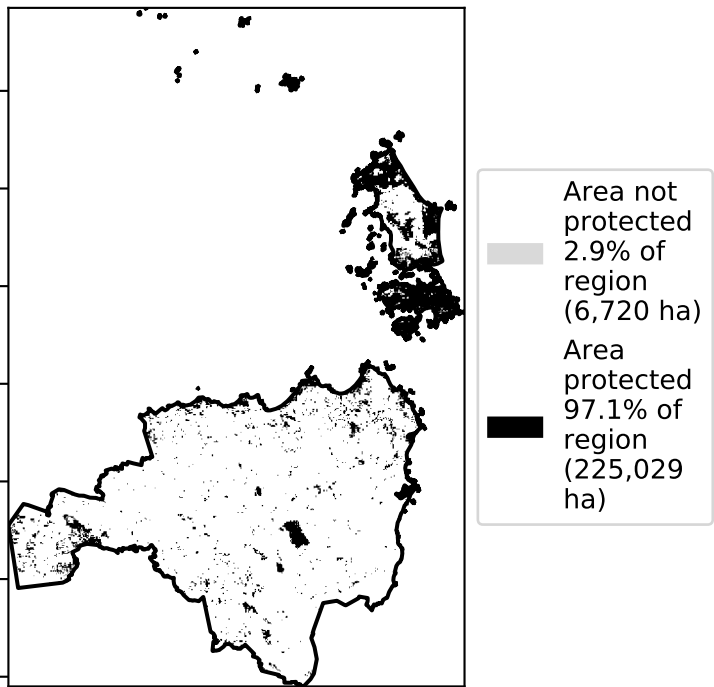 Area not
protected
2.9% of
region
(6,720 ha)
Area
protected
97.1% of
region
(225,029
ha)